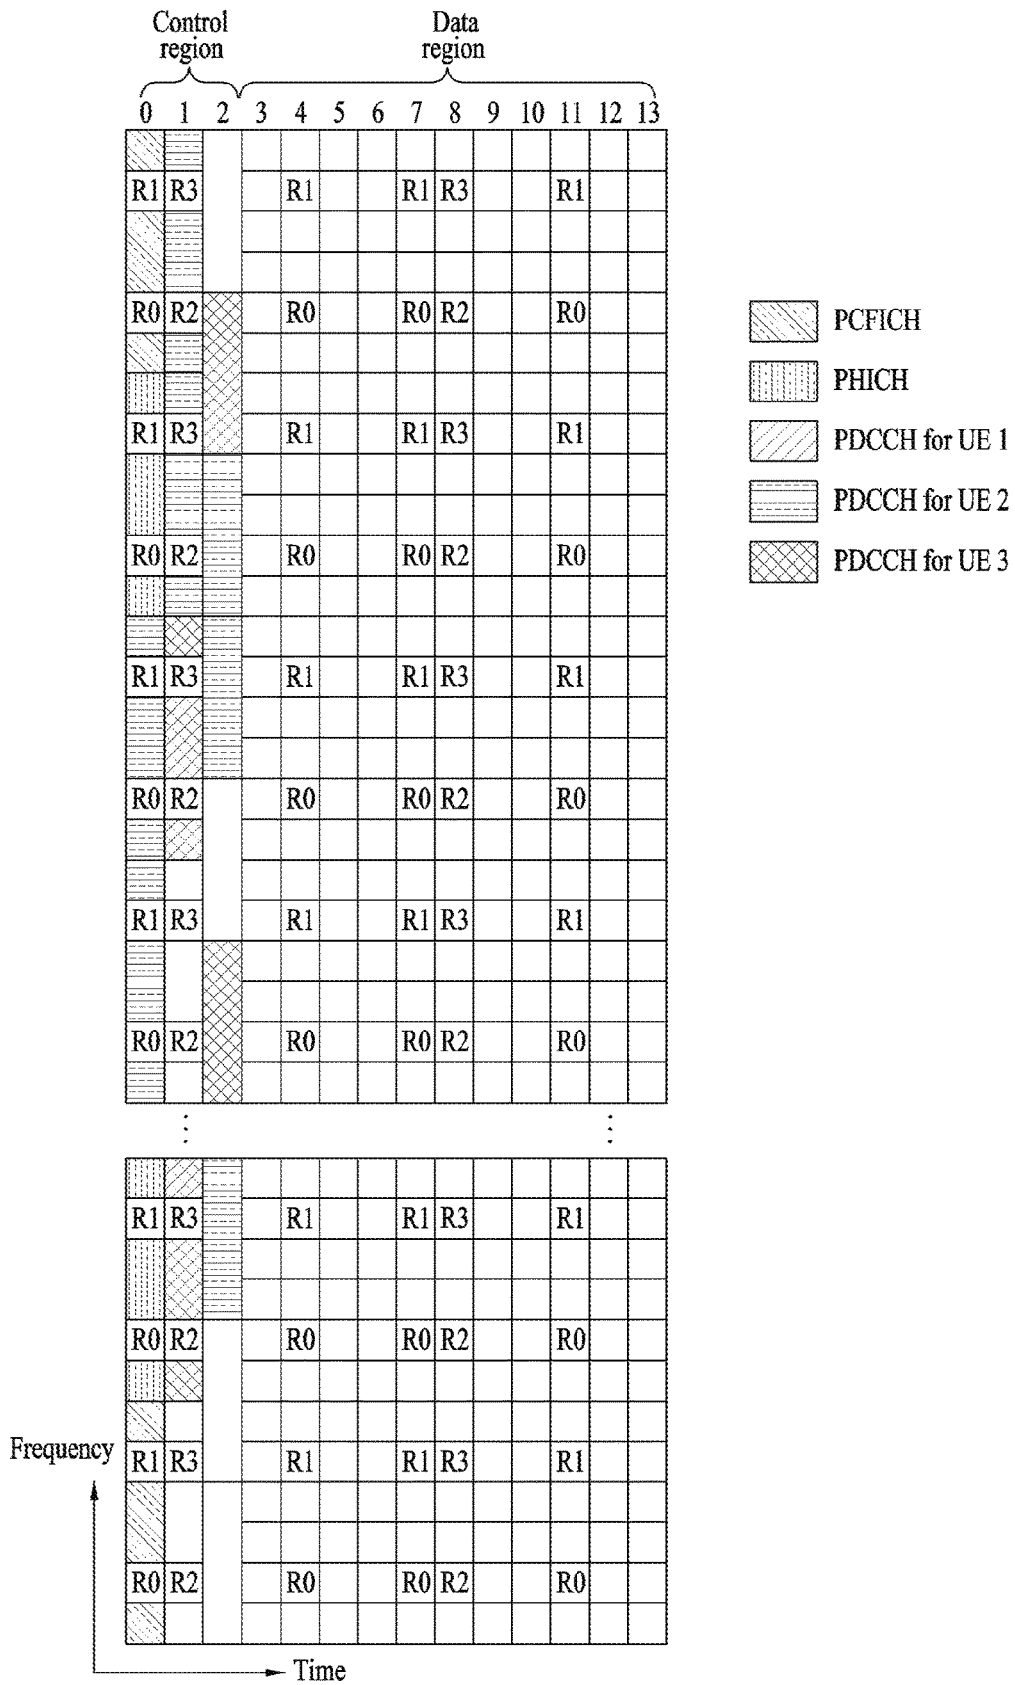 Control region
Data region
0 1 2 3 4 5 6 7 8 9 10 11 12 13
R1 R3 R1 R1 R3 R1
R0 R2 R0 R0 R2 R0
R1 R3 R1 R1 R3 R1
R0 R2 R0 R0 R2 R0
R1 R3 R1 R1 R3 R1
R0 R2 R0 R0 R2 R0
R1 R3 R1 R1 R3 R1
R0 R2 R0 R0 R2 R0
R1 R3 R1 R1 R3 R1
R0 R2 R0 R0 R2 R0
R1 R3 R1 R1 R3 R1
R0 R2 R0 R0 R2 R0
Frequency
Time
PCFICH
PHICH
PDCCH for UE 1
PDCCH for UE 2
PDCCH for UE 3